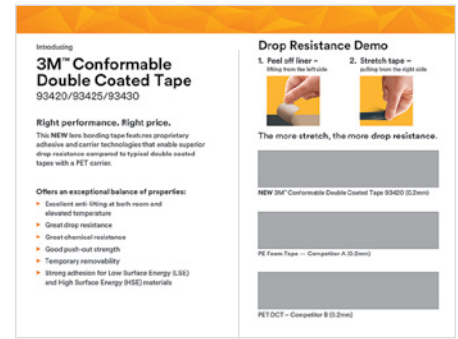 Introducing
3M™ Conformable
Double Coated Tape
93420/93425/93430
Right performance. Right price.
This NEW lens bonding tape features proprietary
adhesive and carrier technologies that enable superior
drop resistance compared to typical double coated
tapes with a PET carrier.
Offers an exceptional balance of properties:
▸ Excellent anti-lifting at both room and
elevated temperature
▸ Great drop resistance
▸ Great chemical resistance
▸ Good push-out strength
▸ Temporary removability
▸ Strong adhesion for Low Surface Energy (LSE)
and High Surface Energy (HSE) materials
Drop Resistance Demo
1. Peel off liner –
lifting from the left side
2. Stretch tape –
pulling from the right side
The more stretch, the more drop resistance.
NEW 3M™ Conformable Double Coated Tape 93420 (0.2mm)
PE Foam Tape — Competitor A (0.2mm)
PET DCT – Competitor B (0.2mm)